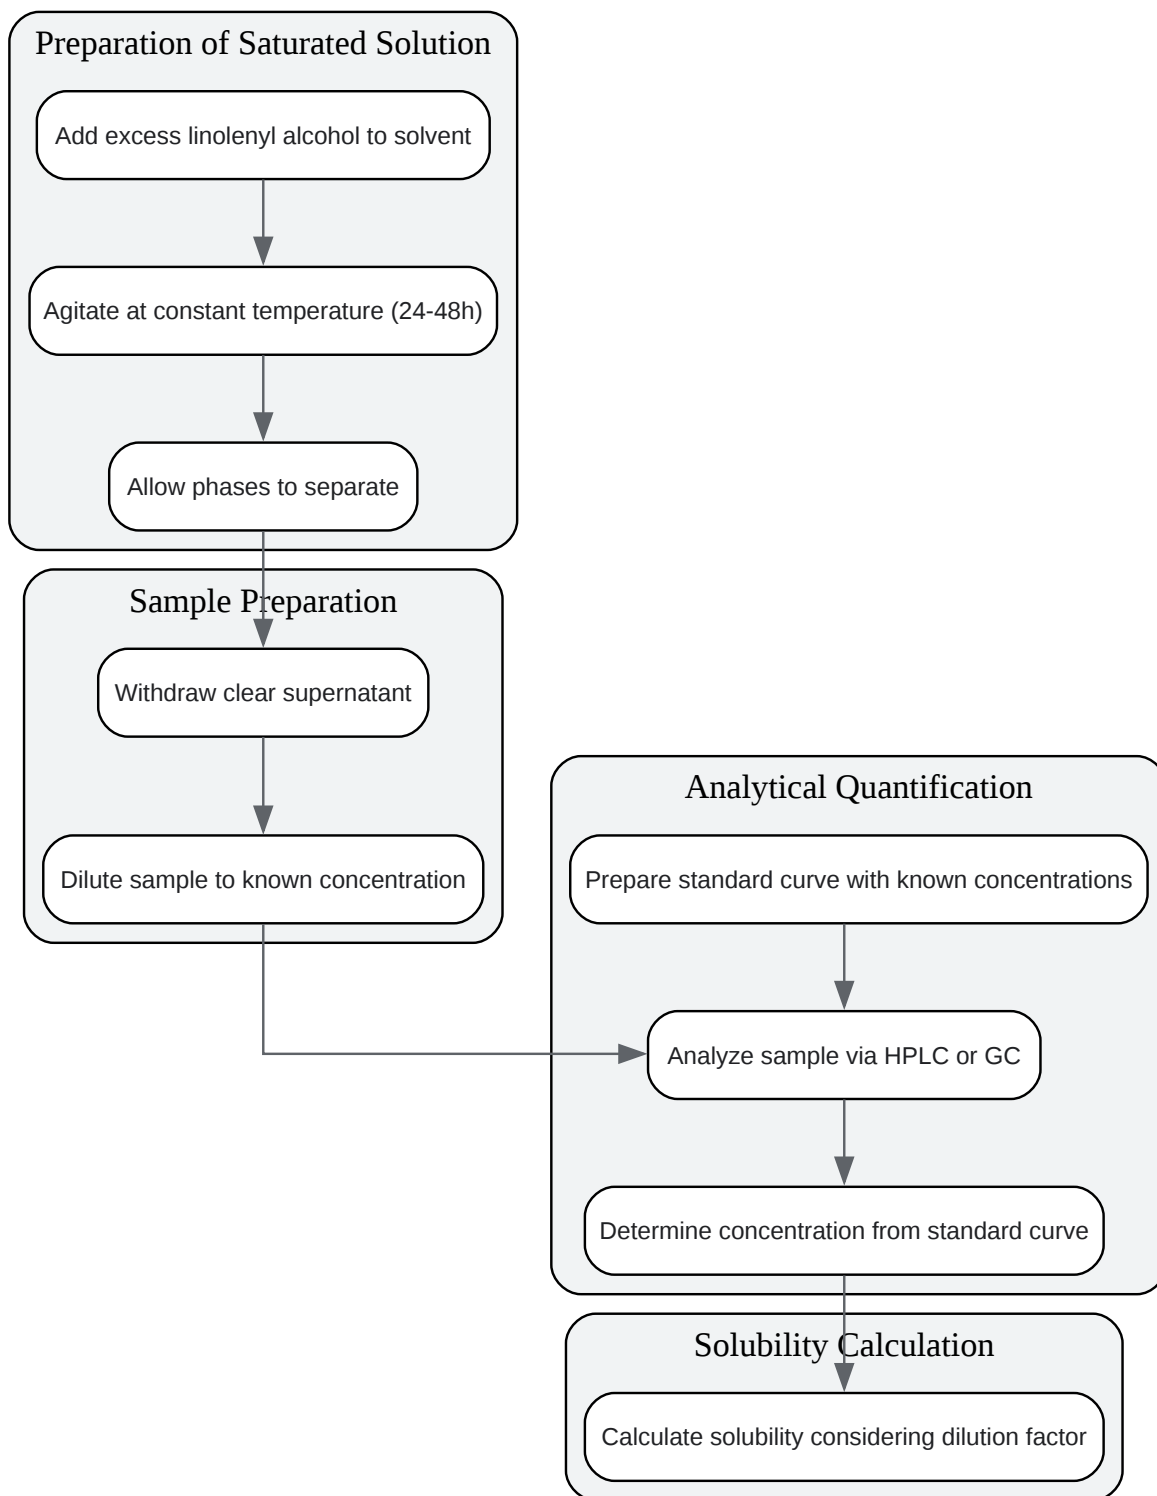 Preparation of Saturated Solution
Add excess linolenyl alcohol to solvent
Agitate at constant temperature (24-48h)
Allow phases to separate
Sample Preparation
Withdraw clear supernatant
Dilute sample to known concentration
Analytical Quantification
Prepare standard curve with known concentrations
Analyze sample via HPLC or GC
Determine concentration from standard curve
Solubility Calculation
Calculate solubility considering dilution factor